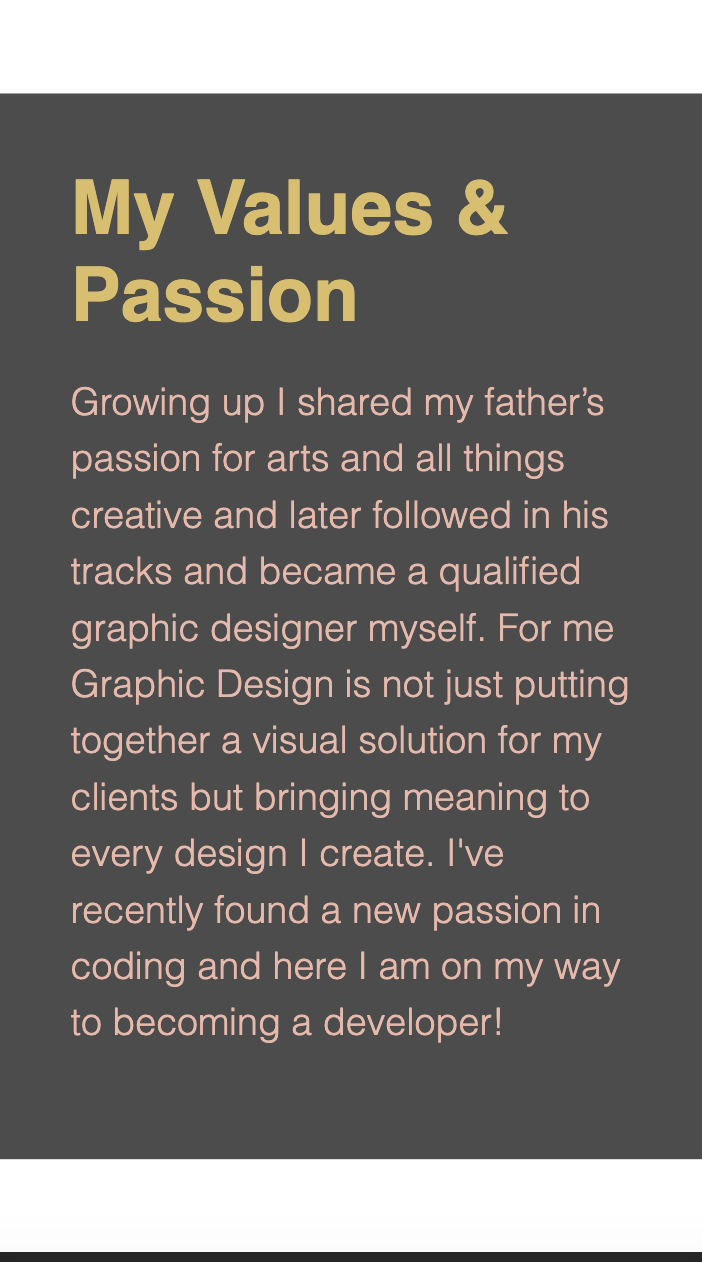 My Values &
Passion
Growing up I shared my father’s
passion for arts and all things
creative and later followed in his
tracks and became a qualified
graphic designer myself. For me
Graphic Design is not just putting
together a visual solution for my
clients but bringing meaning to
every design I create. I've
recently found a new passion in
coding and here I am on my way
to becoming a developer!